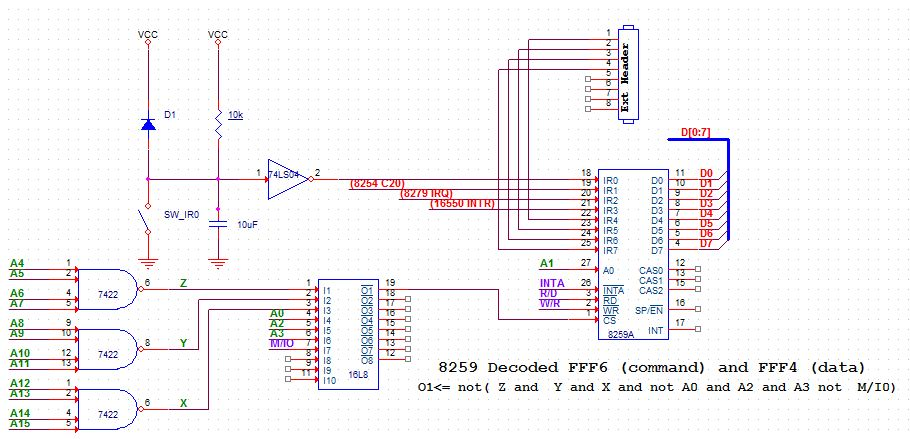 VCC
VCC
D1
10k
1
2
3
4
5
6
7
8
Ext Header
D[0:7]
1
74LS04
2
(8254 C20)
(8279 IRQ)
(16550 INTR)
SW_IR0
10uF
18 IR0 D0 11 D0
19 IR1 D1 10 D1
20 IR2 D2 9 D2
21 IR3 D3 8 D3
22 IR4 D4 7 D4
23 IR5 D5 6 D5
24 IR6 D6 5 D6
25 IR7 D7 4 D7
A1 27 A0 CAS0 12
CAS1 13
CAS2 15
INTA 26 INTA
R/D 3 RD
W/R 2 WR
1 CS
SP/EN 16
INT 17
8259A
A4 1
A5 2
A6 4
A7 5
7422
6 Z
A8 9
A9 10
A10 12
A11 13
7422
8 Y
A12 1
A13 2
A14 4
A15 5
7422
6 X
1 I1 O1 19
2 I2 O2 18
3 I3 O3 17
A0 4 I4 O4 16
A2 5 I5 O5 15
A3 6 I6 O6 14
M/IO 7 I7 O7 13
8 I8 O8 12
9 I9
11 I10
16L8
8259 Decoded FFF6 (command) and FFF4 (data)
O1<= not( Z and Y and X and not A0 and A2 and A3 not M/I0)